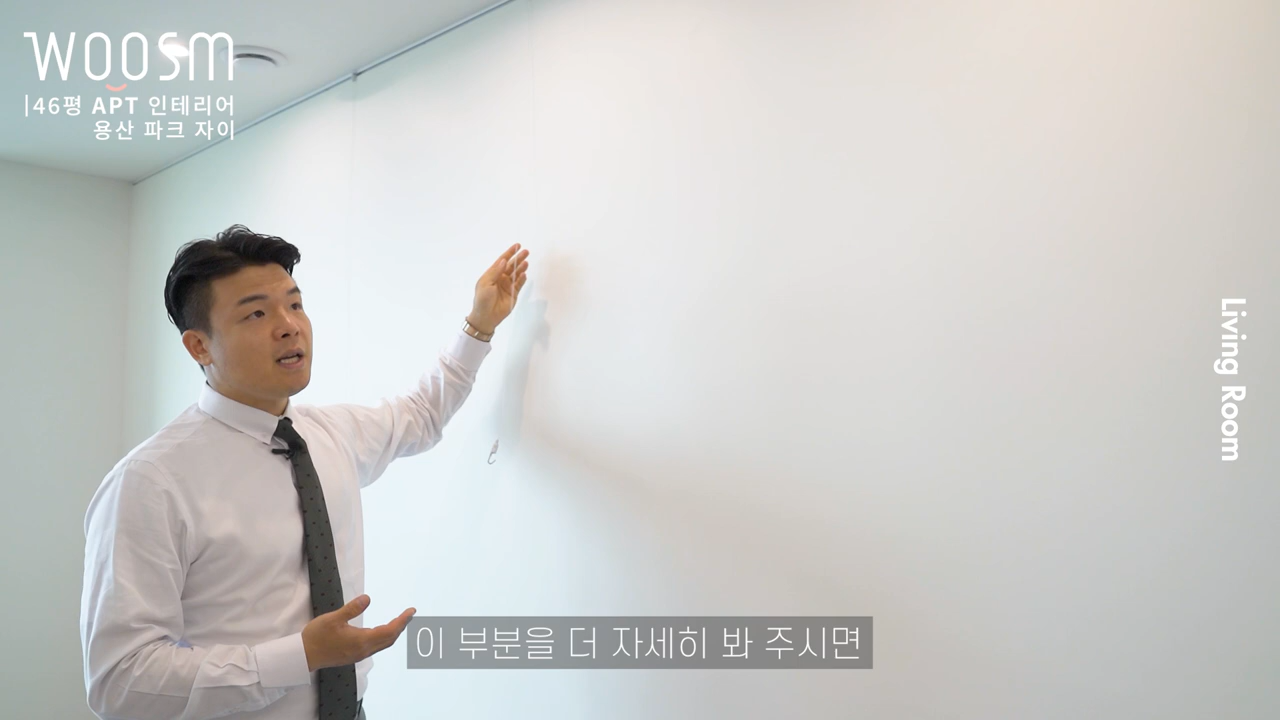 WOOSM
|46평 APT 인테리어
용산 파크 자이
Living Room
이 부분을 더 자세히 봐 주시면